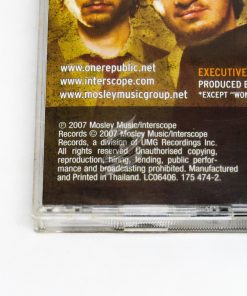 www.onerepublic.net
www.interscope.com
www.mosleymusicgroup.net
EXECUTIVE
PRODUCED B
*EXCEPT "WON
℗ 2007 Mosley Music/Interscope
Records © 2007 Mosley Music/Interscope
Records, a division of UMG Recordings Inc.
All rights reserved. Unauthorised copying,
reproduction, hiring, lending, public perfor-
mance and broadcasting prohibited. Manufactured
and Printed in Thailand. LC06406. 175 474-2.